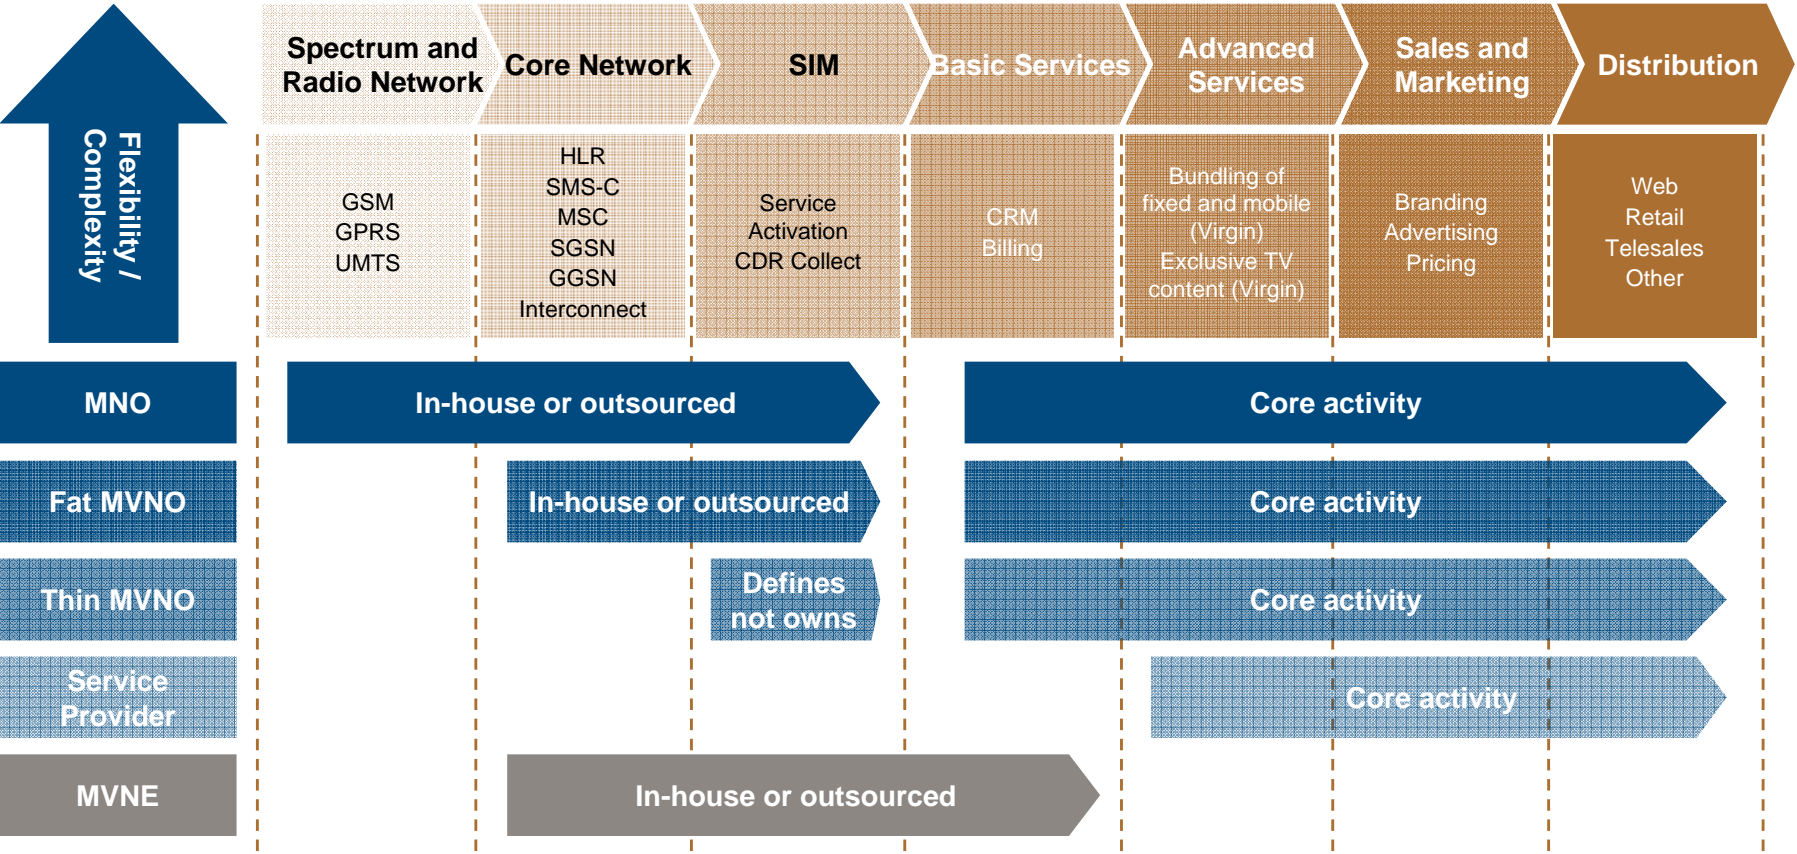 Flexibility /
Complexity
Spectrum and
Radio Network
Core Network
SIM
Basic Services
Advanced
Services
Sales and
Marketing
Distribution
GSM
GPRS
UMTS
HLR
SMS-C
MSC
SGSN
GGSN
Interconnect
Service
Activation
CDR Collect
CRM
Billing
Bundling of
fixed and mobile
(Virgin)
Exclusive TV
content (Virgin)
Branding
Advertising
Pricing
Web
Retail
Telesales
Other
MNO
In-house or outsourced
Core activity
Fat MVNO
In-house or outsourced
Core activity
Thin MVNO
Defines
not owns
Core activity
Service
Provider
Core activity
MVNE
In-house or outsourced